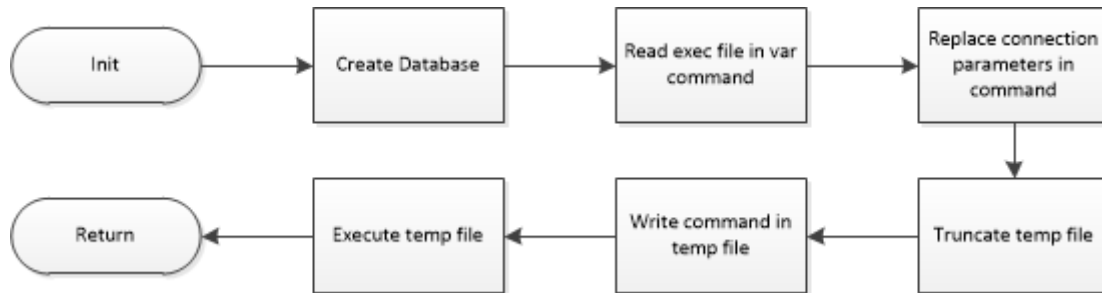 Init
Create Database
Read exec file in var
command
Replace connection
parameters in
command
Truncate temp file
Write command in
temp file
Execute temp file
Return